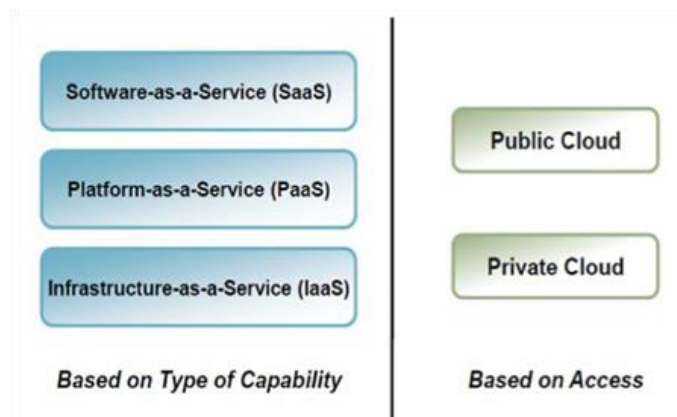 Software-as-a-Service (SaaS)
Platform-as-a-Service (PaaS)
Infrastructure-as-a-Service (IaaS)
Based on Type of Capability
Public Cloud
Private Cloud
Based on Access